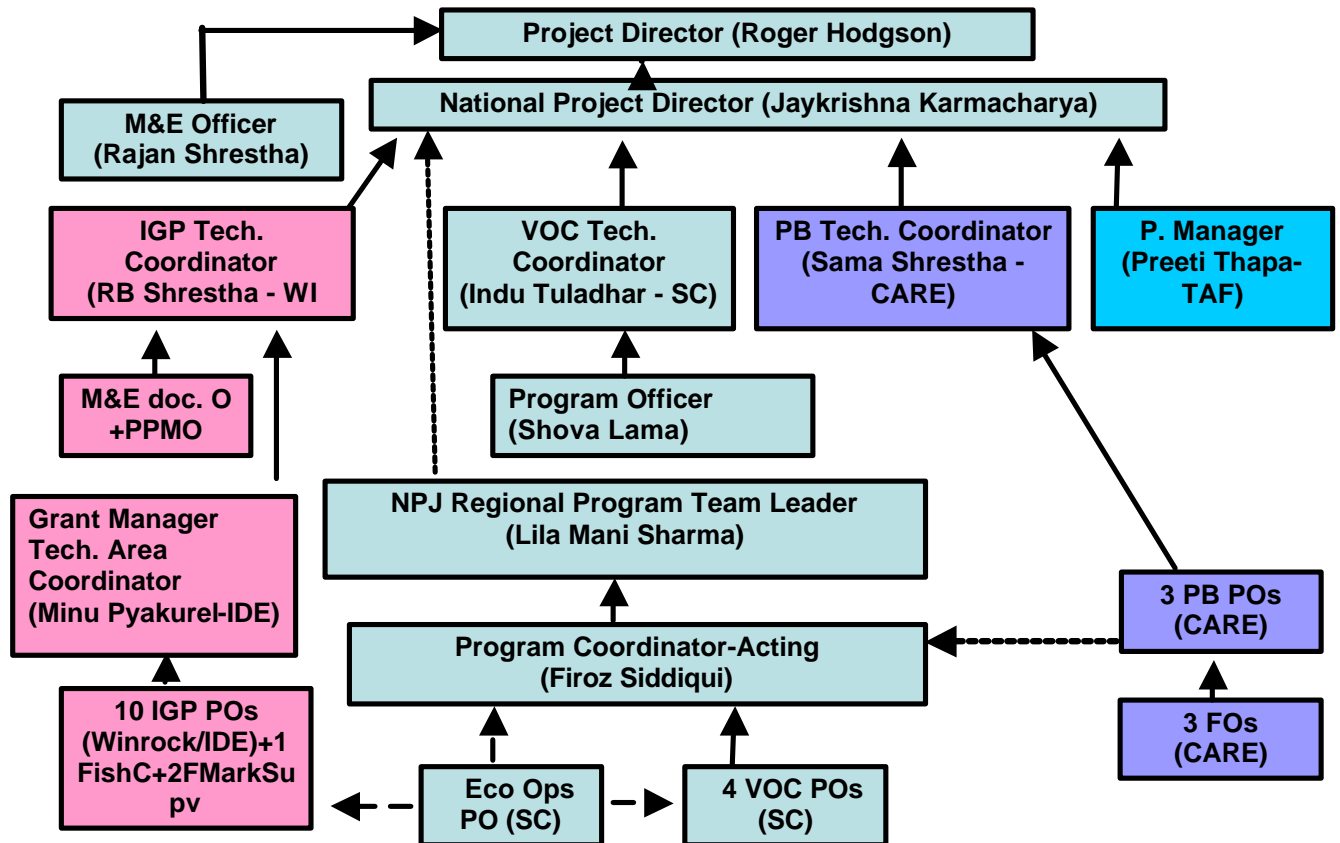 Project Director (Roger Hodgson)
National Project Director (Jaykrishna Karmacharya)
M&E Officer
(Rajan Shrestha)
IGP Tech.
Coordinator
(RB Shrestha - WI
VOC Tech.
Coordinator
(Indu Tuladhar - SC)
PB Tech. Coordinator
(Sama Shrestha -
CARE)
P. Manager
(Preeti Thapa-
TAF)
M&E doc. O
+PPMO
Program Officer
(Shova Lama)
NPJ Regional Program Team Leader
(Lila Mani Sharma)
Grant Manager
Tech. Area
Coordinator
(Minu Pyakurel-IDE)
3 PB POs
(CARE)
Program Coordinator-Acting
(Firoz Siddiqui)
10 IGP POs
(Winrock/IDE)+1
FishC+2FMarkSu
pv
3 FOs
(CARE)
Eco Ops
PO (SC)
4 VOC POs
(SC)